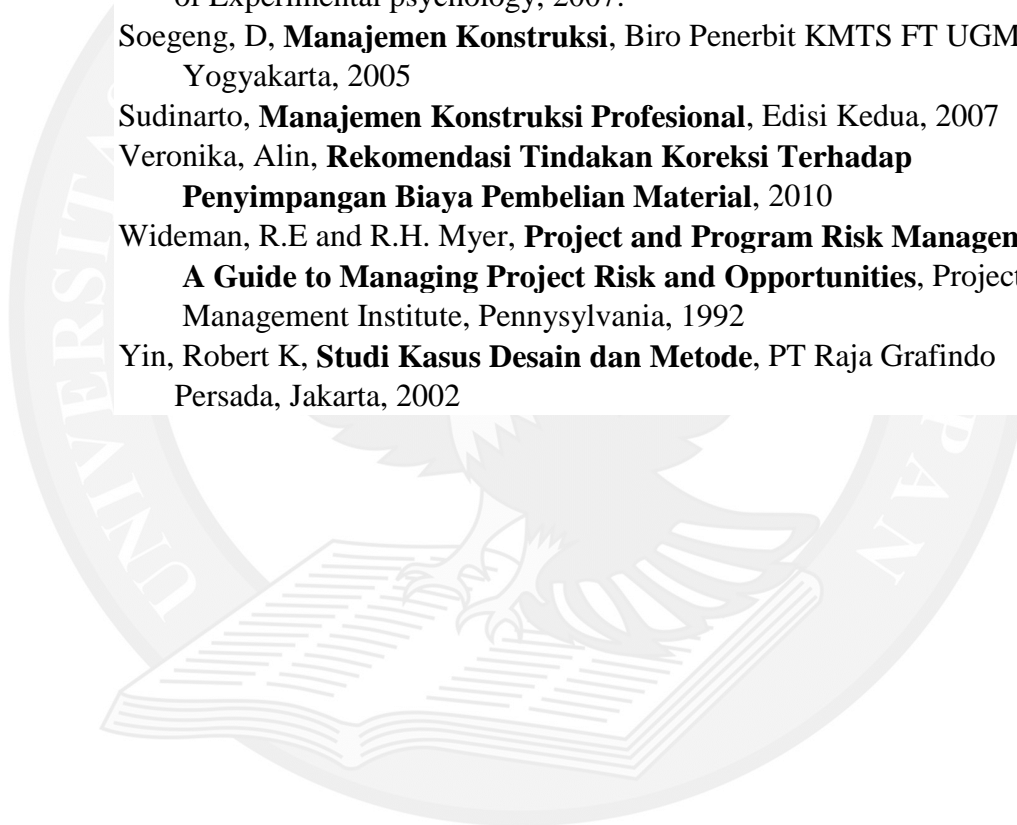 of Experimental psychology, 2007.
Soegeng, D, Manajemen Konstruksi, Biro Penerbit KMTS FT UGM
Yogyakarta, 2005
Sudinarto, Manajemen Konstruksi Profesional, Edisi Kedua, 2007
Veronika, Alin, Rekomendasi Tindakan Koreksi Terhadap
Penyimpangan Biaya Pembelian Material, 2010
Wideman, R.E and R.H. Myer, Project and Program Risk
A Guide to Managing Project Risk and Opportunities, Project
Management Institute, Pennysylvania, 1992
Yin, Robert K, Studi Kasus Desain dan Metode, PT Raja Grafindo
Persada, Jakarta, 2002